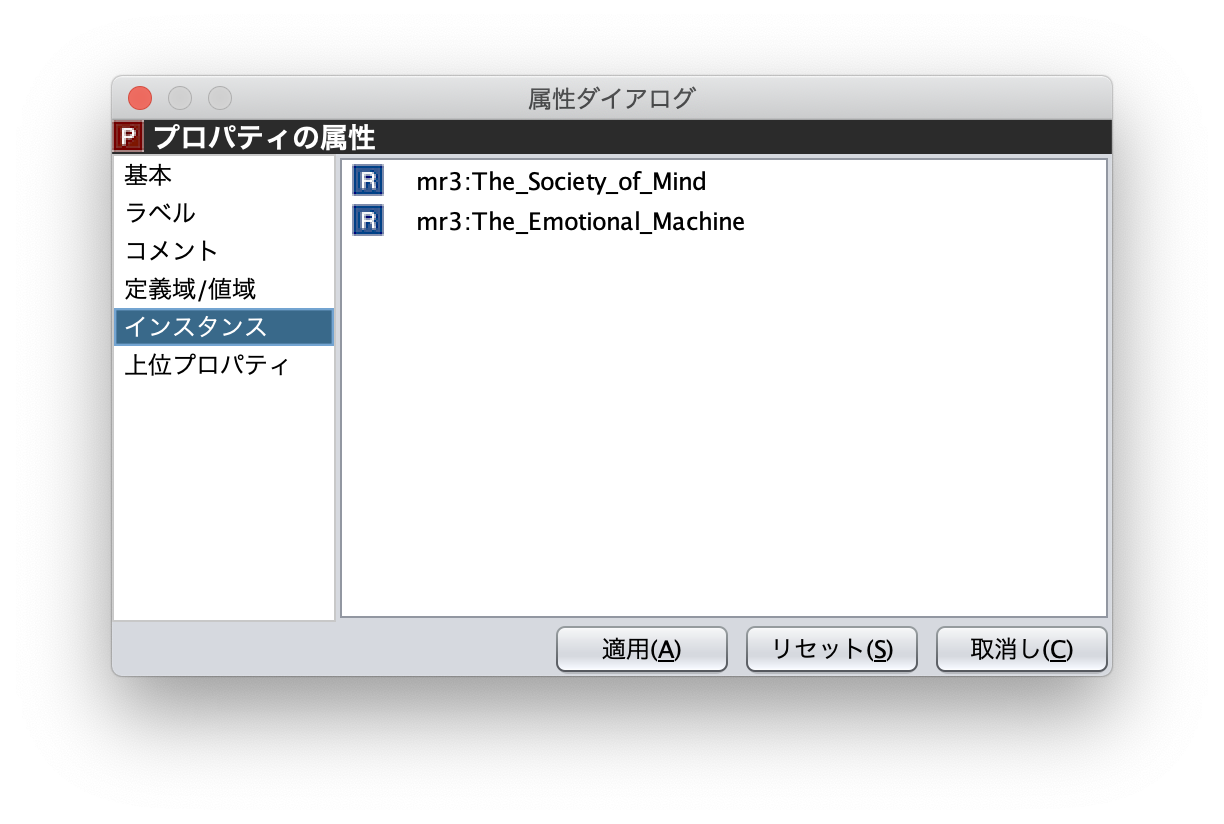 属性ダイアログ
P プロパティの属性
基本
ラベル
コメント
定義域/値域
インスタンス
上位プロパティ
R mr3:The_Society_of_Mind
R mr3:The_Emotional_Machine
適用(A) リセット(S) 取消し(C)